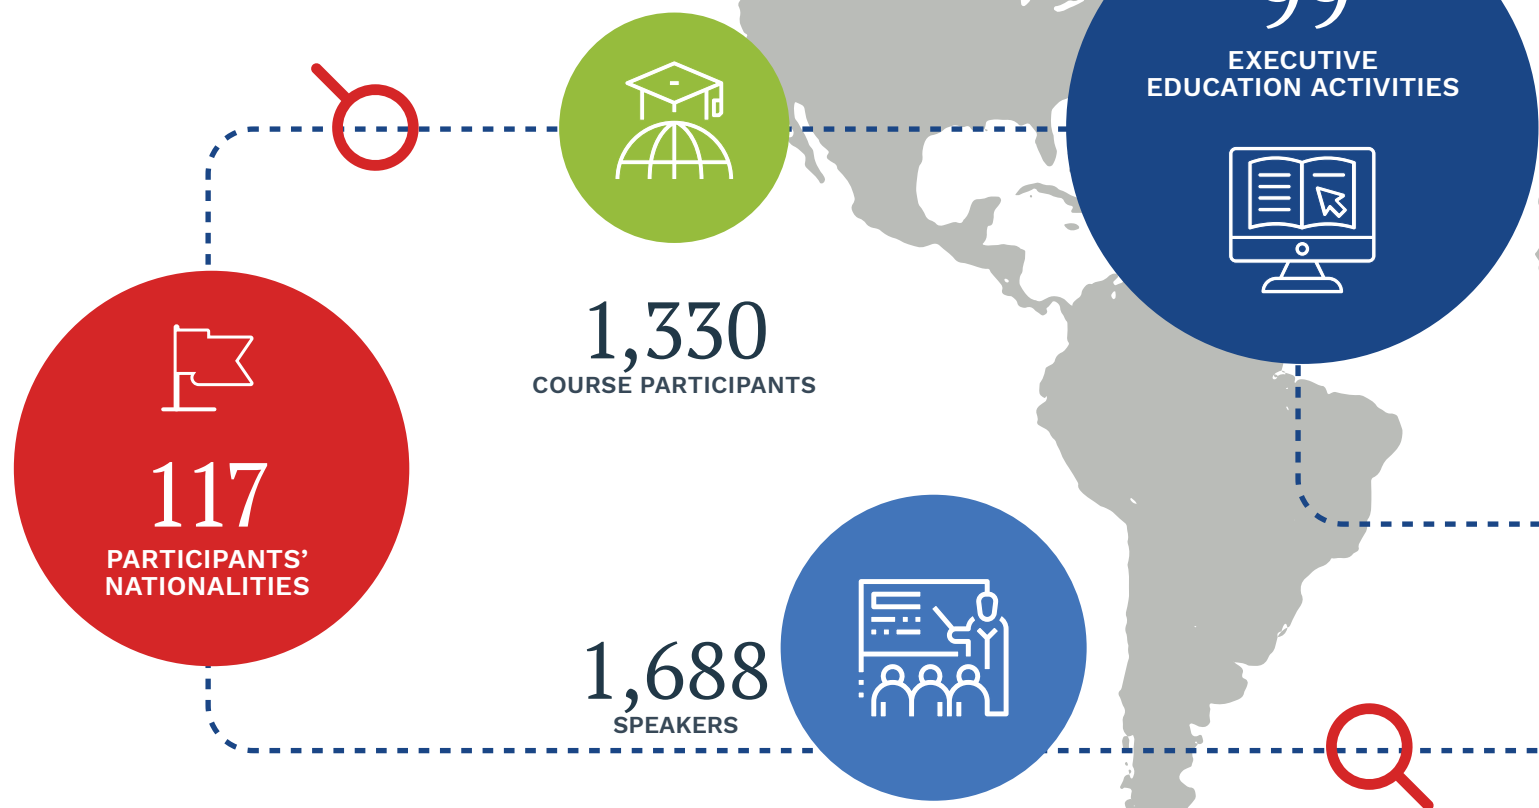 EXECUTIVE
EDUCATION ACTIVITIES
1,330
COURSE PARTICIPANTS
117
PARTICIPANTS’
NATIONALITIES
1,688
SPEAKERS